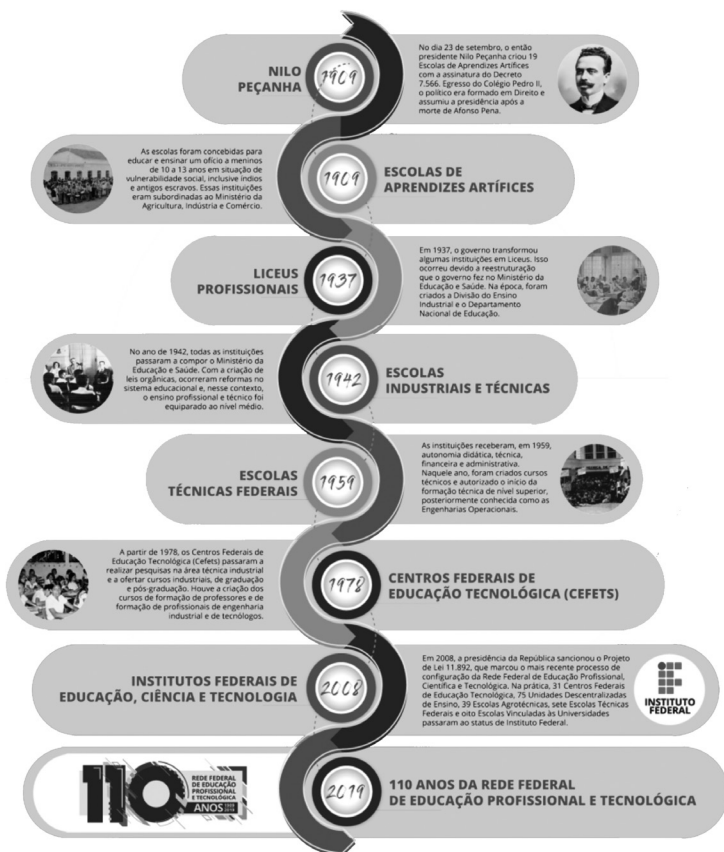 NILO
PEÇANHA
1909
No dia 23 de setembro, o então
presidente Nilo Peçanha criou 19
Escolas de Aprendizes Artífices
com a assinatura do Decreto
7.566. Egresso do Colégio Pedro II,
o político era formado em Direito e
assumiu a presidência após a
morte de Afonso Pena.
As escolas foram concebidas para
educar e ensinar um ofício a meninos
de 10 a 13 anos em situação de
vulnerabilidade social, inclusive índios
e antigos escravos. Essas instituições
eram subordinadas ao Ministério da
Agricultura, Indústria e Comércio.
1909
ESCOLAS DE
APRENDIZES ARTÍFICES
LICEUS
PROFISSIONAIS
1937
Em 1937, o governo transformou
algumas instituições em Liceus. Isso
ocorreu devido a reestruturação
que o governo fez no Ministério da
Educação e Saúde. Na época, foram
criados a Divisão do Ensino
Industrial e o Departamento
Nacional de Educação.
No ano de 1942, todas as instituições
passaram a compor o Ministério da
Educação e Saúde. Com a criação de
leis orgânicas, ocorreram reformas no
sistema educacional e, nesse contexto,
o ensino profissional e técnico foi
equiparado ao nível médio.
1942
ESCOLAS
INDUSTRIAIS E TÉCNICAS
ESCOLAS
TÉCNICAS FEDERAIS
1959
As instituições receberam, em 1959,
autonomia didática, técnica,
financeira e administrativa.
Naquele ano, foram criados cursos
técnicos e autorizado o início da
formação técnica de nível superior,
posteriormente conhecida como as
Engenharias Operacionais.
A partir de 1978, os Centros Federais de
Educação Tecnológica (Cefets) passaram a
realizar pesquisas na área técnica industrial
e a ofertar cursos industriais, de graduação
e pós-graduação. Houve a criação dos
cursos de formação de professores e de
formação de profissionais de engenharia
industrial e de tecnólogos.
1978
CENTROS FEDERAIS DE
EDUCAÇÃO TECNOLÓGICA (CEFETS)
INSTITUTOS FEDERAIS DE
EDUCAÇÃO, CIÊNCIA E TECNOLOGIA
2008
Em 2008, a presidência da República sancionou o Projeto
de Lei 11.892, que marcou o mais recente processo de
configuração da Rede Federal de Educação Profissional,
Científica e Tecnológica. Na prática, 31 Centros Federais
de Educação Tecnológica, 75 Unidades Descentralizadas
de Ensino, 39 Escolas Agrotécnicas, sete Escolas Técnicas
Federais e oito Escolas Vinculadas às Universidades
passaram ao status de Instituto Federal.
INSTITUTO
FEDERAL
110
REDE FEDERAL
DE EDUCAÇÃO
PROFISSIONAL
E TECNOLÓGICA
ANOS
2019
110 ANOS DA REDE FEDERAL
DE EDUCAÇÃO PROFISSIONAL E TECNOLÓGICA